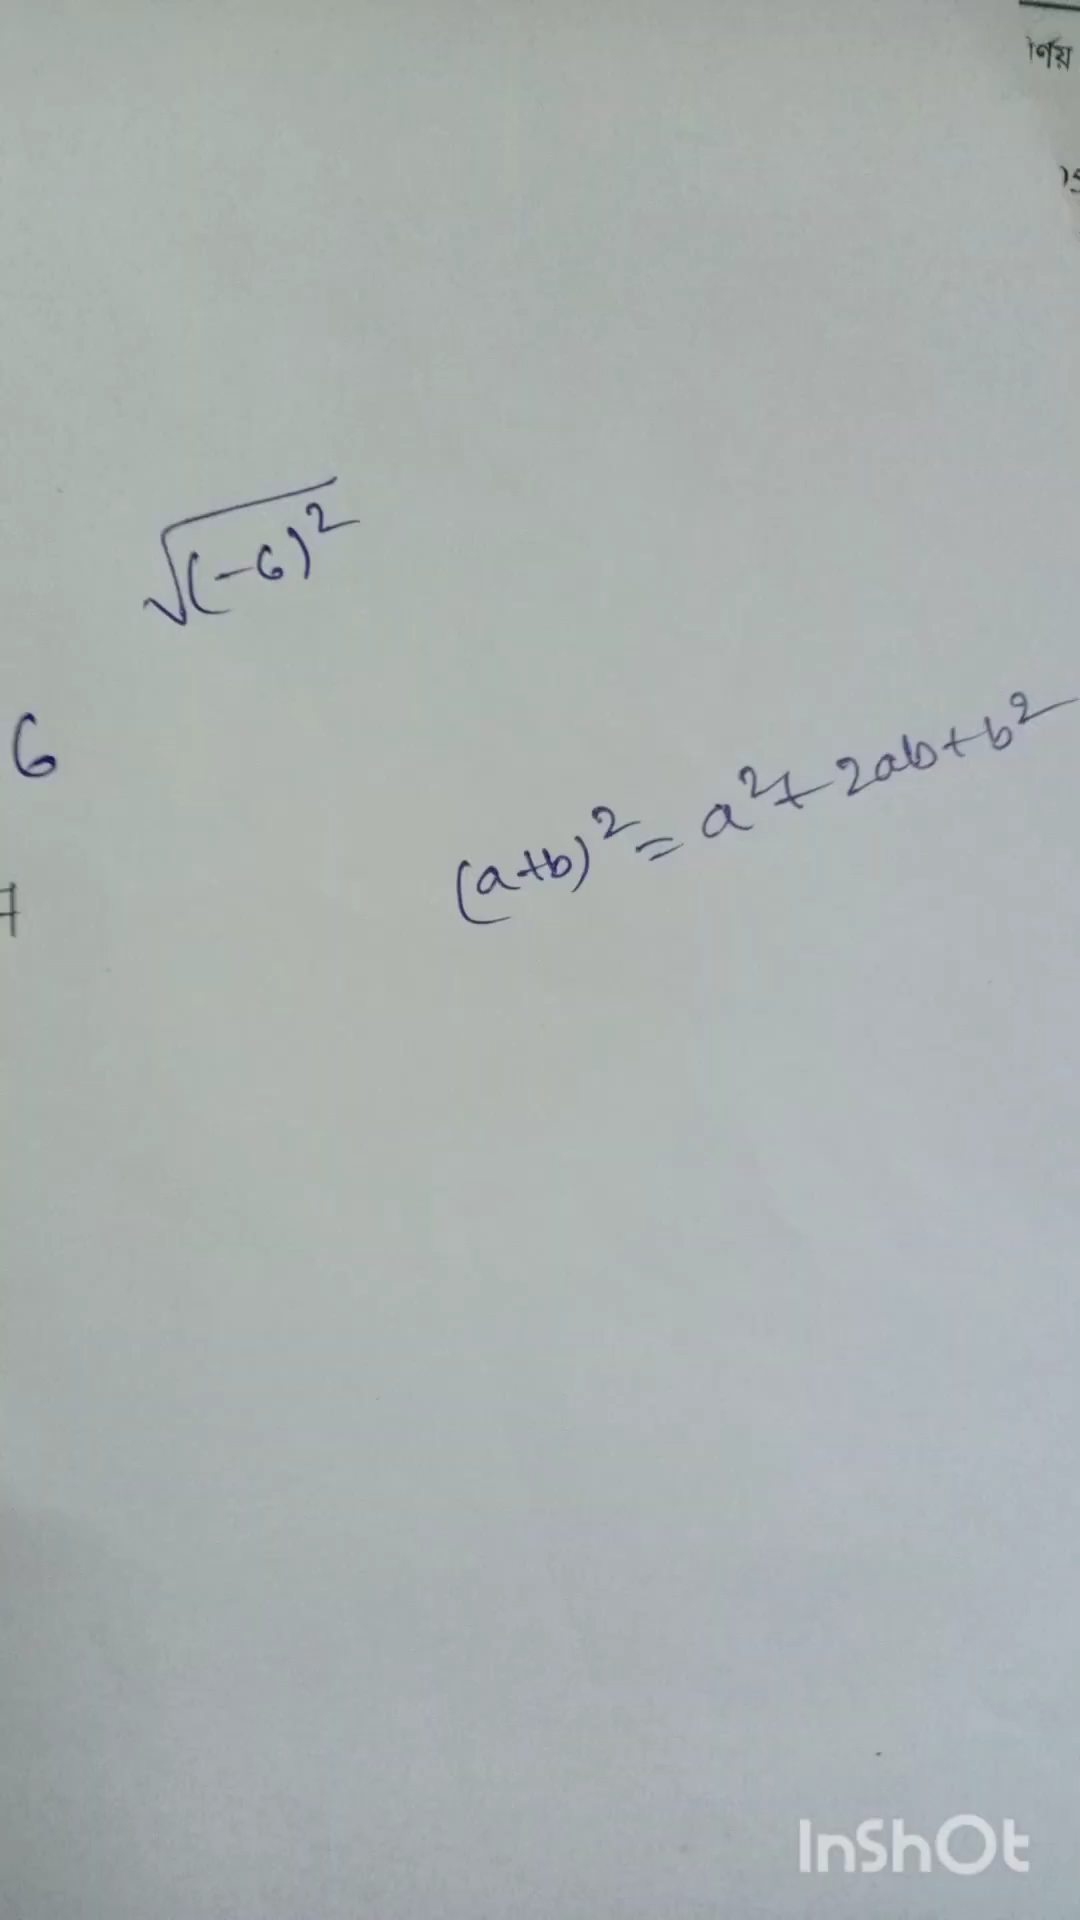 র্ণিয়
√(-6)²
6
(a+b)² = a² + 2ab + b²
7
InShOt